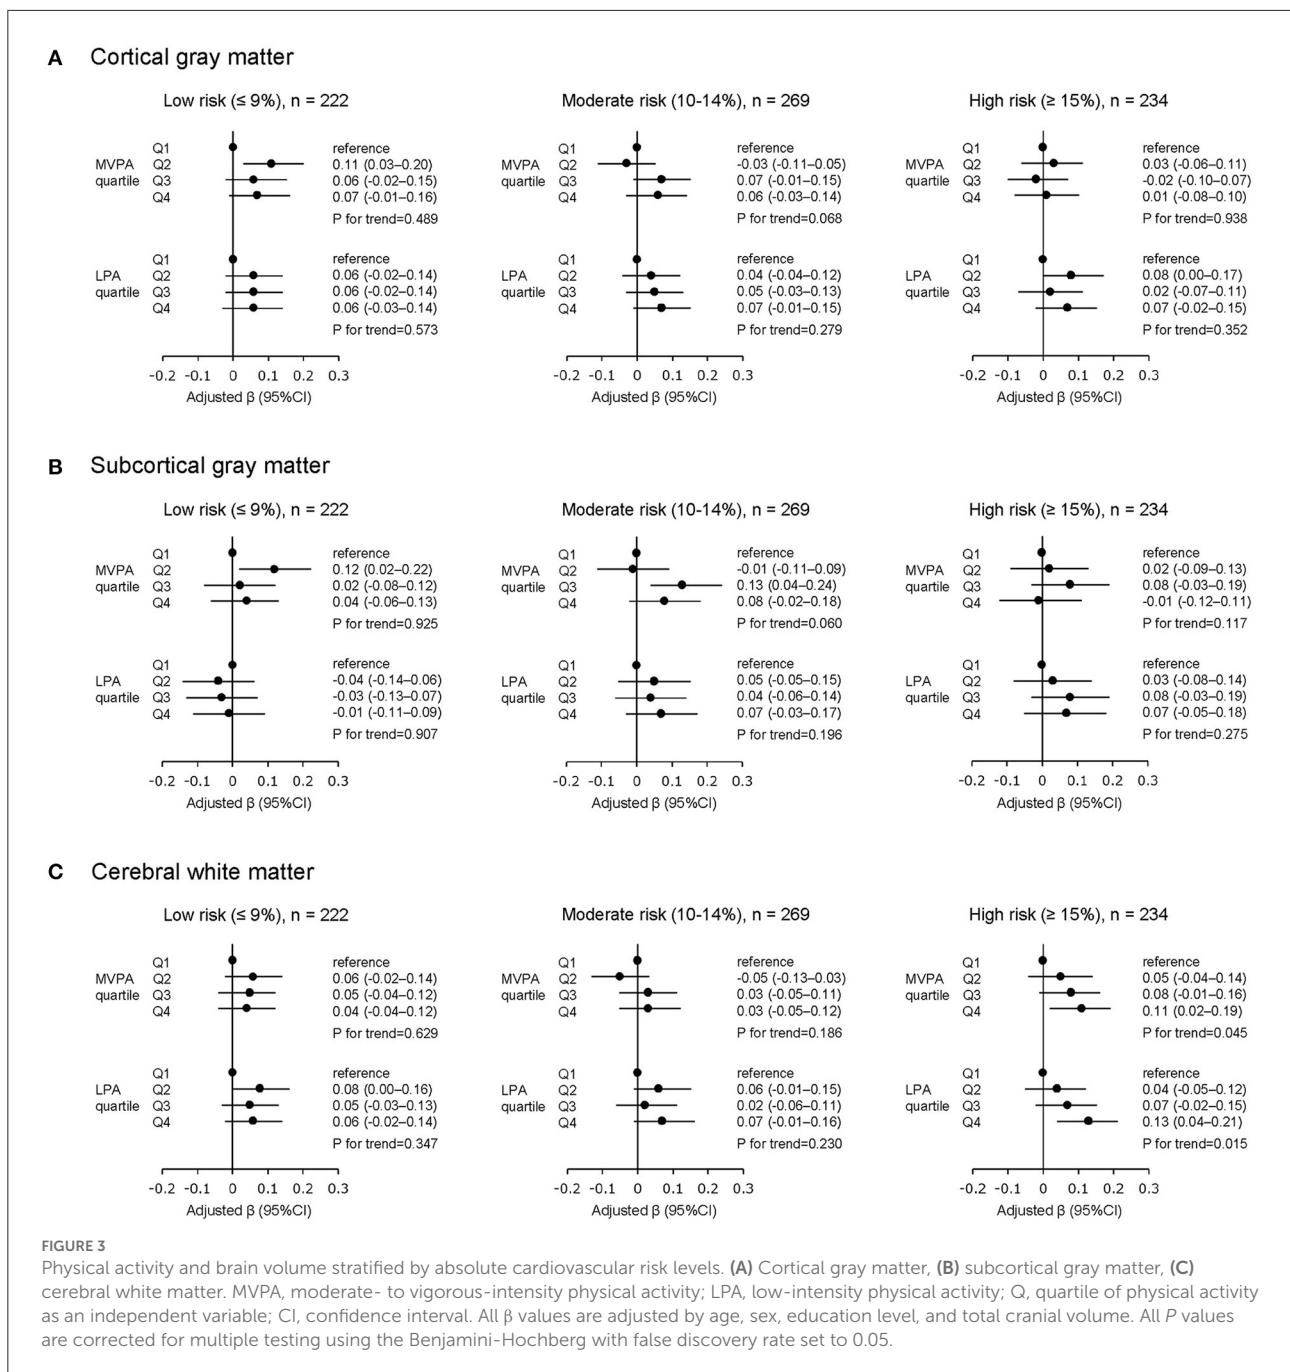 A Cortical gray matter
Low risk (≤ 9%), n = 222
Q1 reference
MVPA Q2 0.11 (0.03–0.20)
quartile Q3 0.06 (-0.02–0.15)
Q4 0.07 (-0.01–0.16)
P for trend=0.489
Q1 reference
LPA Q2 0.06 (-0.02–0.14)
quartile Q3 0.06 (-0.02–0.14)
Q4 0.06 (-0.03–0.14)
P for trend=0.573
-0.2 -0.1 0 0.1 0.2 0.3
Adjusted β (95%CI)
Moderate risk (10-14%), n = 269
Q1 reference
MVPA Q2 -0.03 (-0.11–0.05)
quartile Q3 0.07 (-0.01–0.15)
Q4 0.06 (-0.03–0.14)
P for trend=0.068
Q1 reference
LPA Q2 0.04 (-0.04–0.12)
quartile Q3 0.05 (-0.03–0.13)
Q4 0.07 (-0.01–0.15)
P for trend=0.279
-0.2 -0.1 0 0.1 0.2 0.3
Adjusted β (95%CI)
High risk (≥ 15%), n = 234
Q1 reference
MVPA Q2 0.03 (-0.06–0.11)
quartile Q3 -0.02 (-0.10–0.07)
Q4 0.01 (-0.08–0.10)
P for trend=0.938
Q1 reference
LPA Q2 0.08 (0.00–0.17)
quartile Q3 0.02 (-0.07–0.11)
Q4 0.07 (-0.02–0.15)
P for trend=0.352
-0.2 -0.1 0 0.1 0.2 0.3
Adjusted β (95%CI)
B Subcortical gray matter
Low risk (≤ 9%), n = 222
Q1 reference
MVPA Q2 0.12 (0.02–0.22)
quartile Q3 0.02 (-0.08–0.12)
Q4 0.04 (-0.06–0.13)
P for trend=0.925
Q1 reference
LPA Q2 -0.04 (-0.14–0.06)
quartile Q3 -0.03 (-0.13–0.07)
Q4 -0.01 (-0.11–0.09)
P for trend=0.907
-0.2 -0.1 0 0.1 0.2 0.3
Adjusted β (95%CI)
Moderate risk (10-14%), n = 269
Q1 reference
MVPA Q2 -0.01 (-0.11–0.09)
quartile Q3 0.13 (0.04–0.24)
Q4 0.08 (-0.02–0.18)
P for trend=0.060
Q1 reference
LPA Q2 0.05 (-0.05–0.15)
quartile Q3 0.04 (-0.06–0.14)
Q4 0.07 (-0.03–0.17)
P for trend=0.196
-0.2 -0.1 0 0.1 0.2 0.3
Adjusted β (95%CI)
High risk (≥ 15%), n = 234
Q1 reference
MVPA Q2 0.02 (-0.09–0.13)
quartile Q3 0.08 (-0.03–0.19)
Q4 -0.01 (-0.12–0.11)
P for trend=0.117
Q1 reference
LPA Q2 0.03 (-0.08–0.14)
quartile Q3 0.08 (-0.03–0.19)
Q4 0.07 (-0.05–0.18)
P for trend=0.275
-0.2 -0.1 0 0.1 0.2 0.3
Adjusted β (95%CI)
C Cerebral white matter
Low risk (≤ 9%), n = 222
Q1 reference
MVPA Q2 0.06 (-0.02–0.14)
quartile Q3 0.05 (-0.04–0.12)
Q4 0.04 (-0.04–0.12)
P for trend=0.629
Q1 reference
LPA Q2 0.08 (0.00–0.16)
quartile Q3 0.05 (-0.03–0.13)
Q4 0.06 (-0.02–0.14)
P for trend=0.347
-0.2 -0.1 0 0.1 0.2 0.3
Adjusted β (95%CI)
Moderate risk (10-14%), n = 269
Q1 reference
MVPA Q2 -0.05 (-0.13–0.03)
quartile Q3 0.03 (-0.05–0.11)
Q4 0.03 (-0.05–0.12)
P for trend=0.186
Q1 reference
LPA Q2 0.06 (-0.01–0.15)
quartile Q3 0.02 (-0.06–0.11)
Q4 0.07 (-0.01–0.16)
P for trend=0.230
-0.2 -0.1 0 0.1 0.2 0.3
Adjusted β (95%CI)
High risk (≥ 15%), n = 234
Q1 reference
MVPA Q2 0.05 (-0.04–0.14)
quartile Q3 0.08 (-0.01–0.16)
Q4 0.11 (0.02–0.19)
P for trend=0.045
Q1 reference
LPA Q2 0.04 (-0.05–0.12)
quartile Q3 0.07 (-0.02–0.15)
Q4 0.13 (0.04–0.21)
P for trend=0.015
-0.2 -0.1 0 0.1 0.2 0.3
Adjusted β (95%CI)
FIGURE 3
Physical activity and brain volume stratified by absolute cardiovascular risk levels. (A) Cortical gray matter, (B) subcortical gray matter, (C)
cerebral white matter. MVPA, moderate- to vigorous-intensity physical activity; LPA, low-intensity physical activity; Q, quartile of physical activity
as an independent variable; CI, confidence interval. All β values are adjusted by age, sex, education level, and total cranial volume. All P values
are corrected for multiple testing using the Benjamini-Hochberg with false discovery rate set to 0.05.